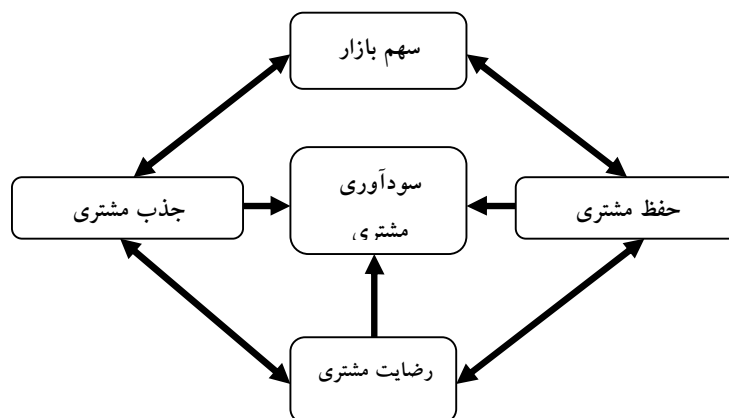 سهم بازار
سودآوری
مشتری
حفظ مشتری
جذب مشتری
رضایت مشتری